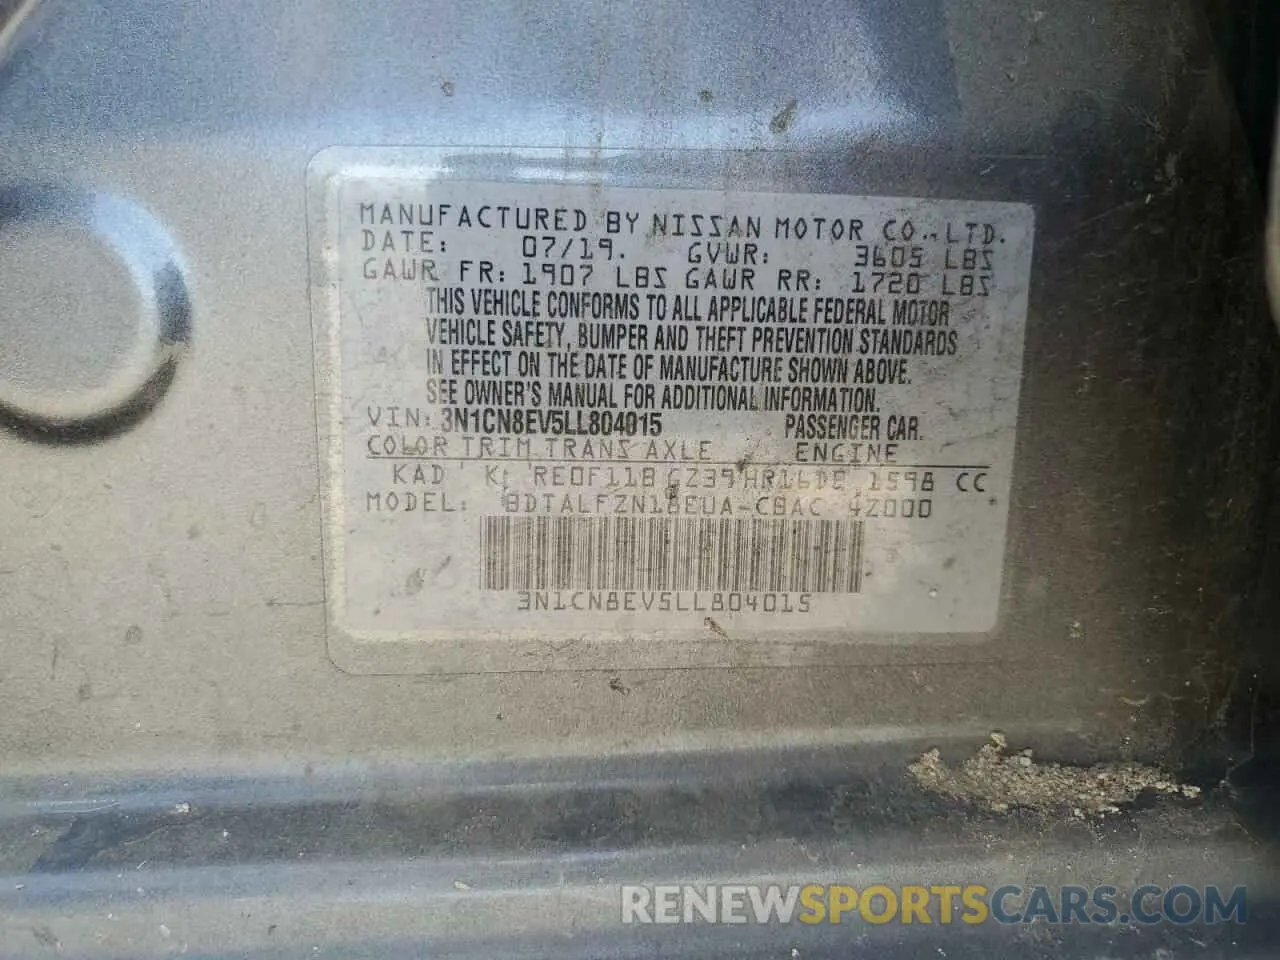 MANUFACTURED BY NISSAN MOTOR CO., LTD.
DATE: 07/19. GVWR: 3605 LBS
GAWR FR: 1907 LBS GAWR RR: 1720 LBS
THIS VEHICLE CONFORMS TO ALL APPLICABLE FEDERAL MOTOR
VEHICLE SAFETY, BUMPER AND THEFT PREVENTION STANDARDS
IN EFFECT ON THE DATE OF MANUFACTURE SHOWN ABOVE.
SEE OWNER'S MANUAL FOR ADDITIONAL INFORMATION.
VIN: 3N1CN8EV5LL804015 PASSENGER CAR.
COLOR TRIM TRANS AXLE ENGINE
KAD K RE0F11B GZ39 HR16DE 1598 CC
MODEL: BDTALFZN18EUA-C9AC 4Z000
3N1CN8EV5LL804015
RENEWSPORTSCARS.COM